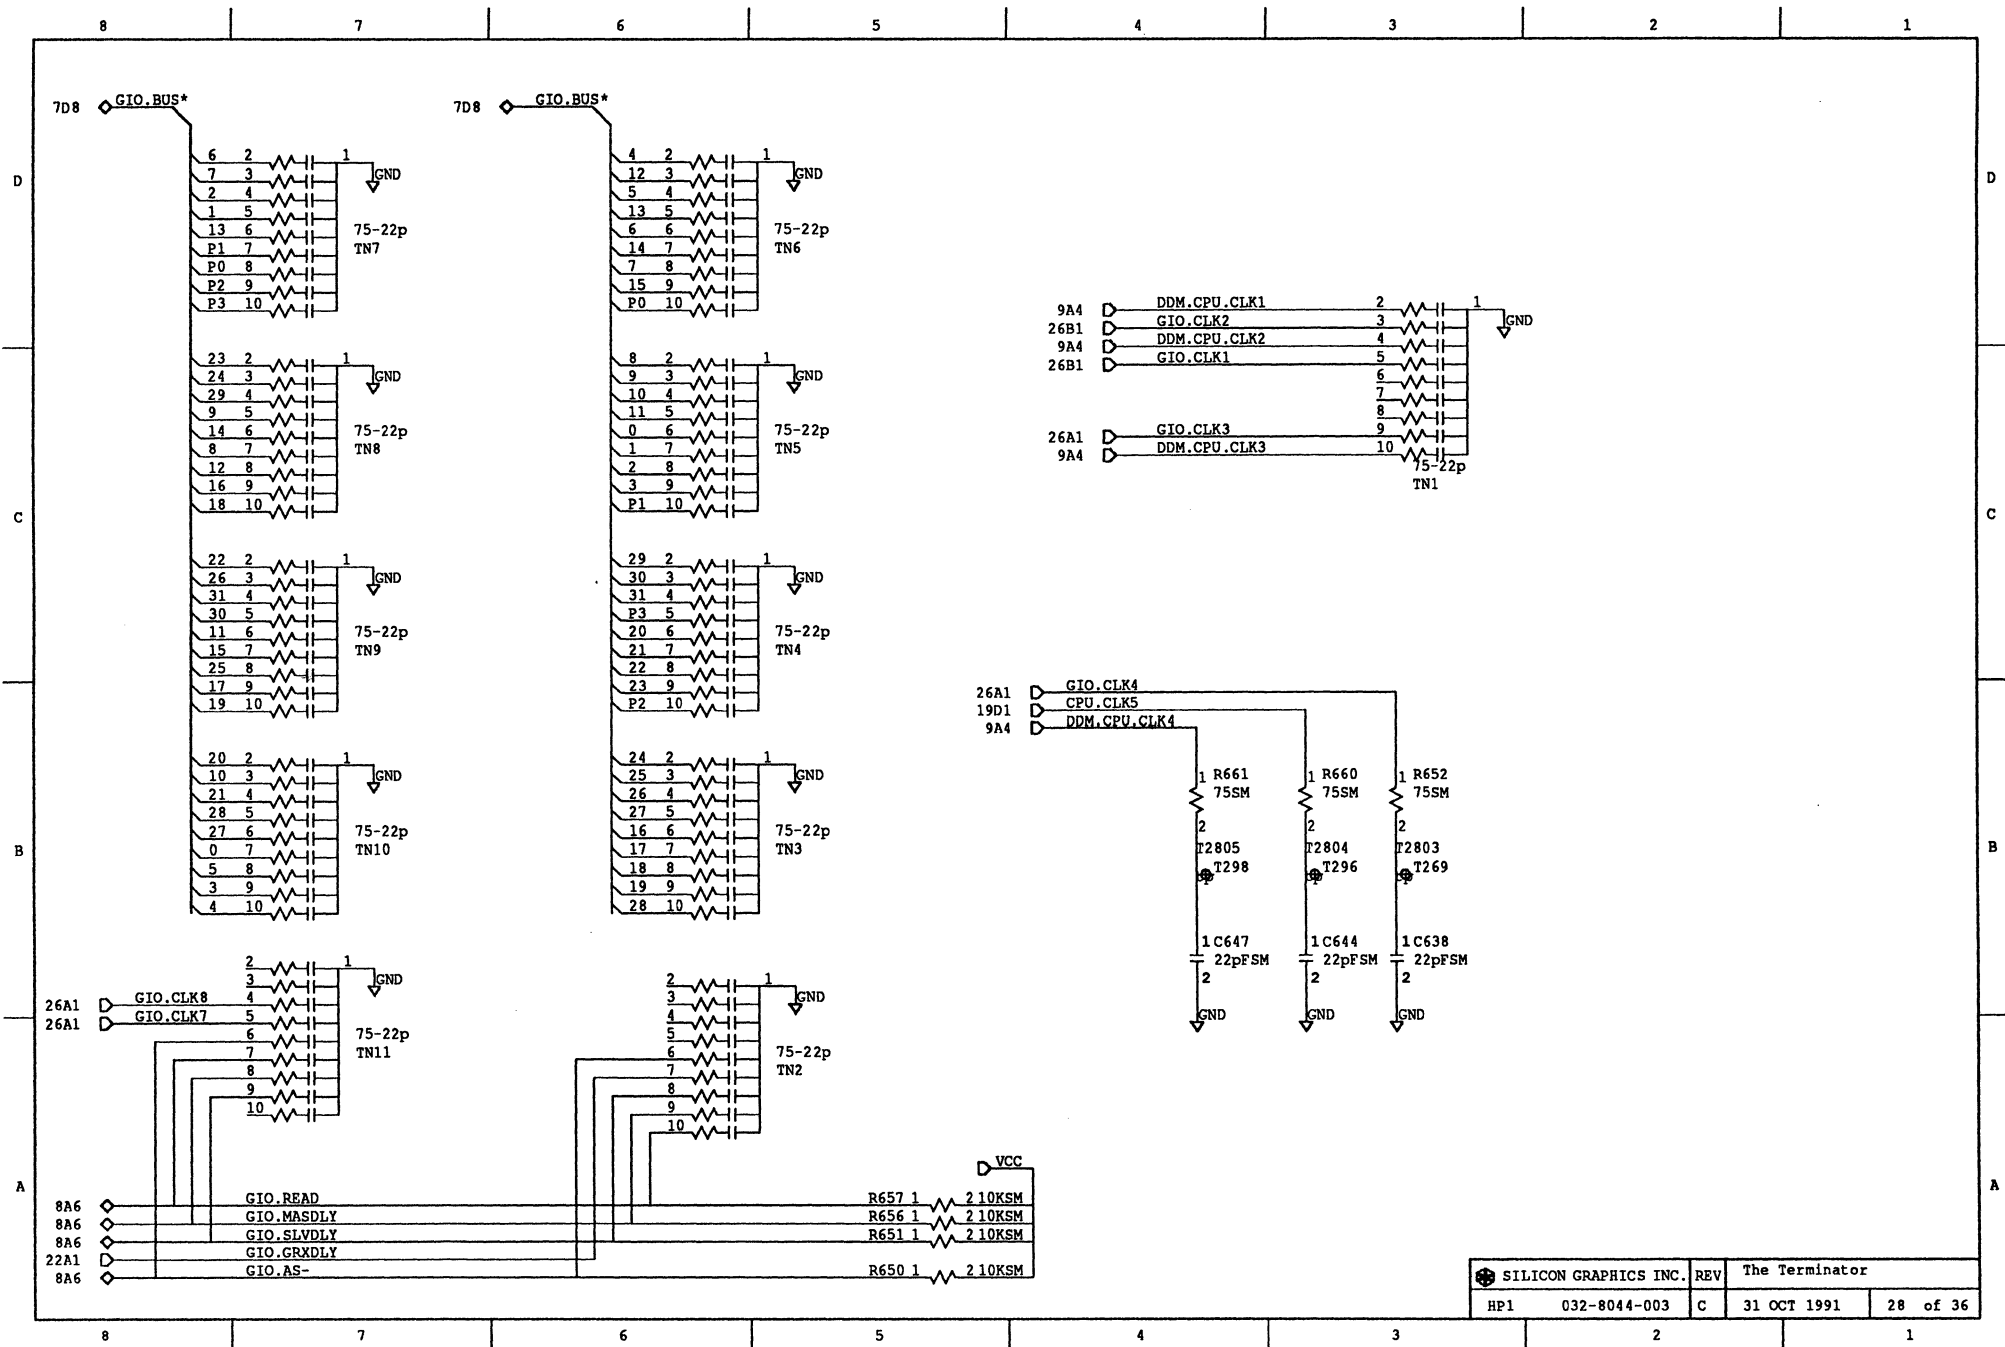 8 7 6 5 4 3 2 1
7D8 GIO.BUS*
6 2 1
7 3 GND
2 4
1 5
13 6 75-22p
P1 7 TN7
P0 8
P2 9
P3 10
23 2 1
24 3 GND
29 4
9 5
14 6 75-22p
8 7 TN8
12 8
16 9
18 10
22 2 1
26 3 GND
31 4
30 5
11 6 75-22p
15 7 TN9
25 8
17 9
19 10
20 2 1
10 3 GND
21 4
28 5
27 6 75-22p
0 7 TN10
5 8
3 9
4 10
2 1
3 GND
26A1 GIO.CLK8 4
26A1 GIO.CLK7 5
6 75-22p
7 TN11
8
9
10
7D8 GIO.BUS*
4 2 1
12 3 GND
5 4
13 5
6 6 75-22p
14 7 TN6
7 8
15 9
P0 10
8 2 1
9 3 GND
10 4
11 5
0 6 75-22p
1 7 TN5
2 8
3 9
P1 10
29 2 1
30 3 GND
31 4
P3 5
20 6 75-22p
21 7 TN4
22 8
23 9
P2 10
24 2 1
25 3 GND
26 4
27 5
16 6 75-22p
17 7 TN3
18 8
19 9
28 10
2 1
3 GND
4
5
6 75-22p
7 TN2
8
9
10
9A4 DDM.CPU.CLK1 2 1
26B1 GIO.CLK2 3 GND
9A4 DDM.CPU.CLK2 4
26B1 GIO.CLK1 5
6
7
8
26A1 GIO.CLK3 9
9A4 DDM.CPU.CLK3 10
75-22p
TN1
26A1 GIO.CLK4
19D1 CPU.CLK5
9A4 DDM.CPU.CLK4
1 R661 1 R660 1 R652
75SM 75SM 75SM
2 2 2
T2805 T2804 T2803
T298 T296 T269
1 C647 1 C644 1 C638
22pFSM 22pFSM 22pFSM
2 2 2
GND GND GND
VCC
8A6 GIO.READ R657 1 2 10KSM
8A6 GIO.MASDLY R656 1 2 10KSM
8A6 GIO.SLVDLY R651 1 2 10KSM
22A1 GIO.GRXDLY
8A6 GIO.AS- R650 1 2 10KSM
D D
C C
B B
A A
SILICON GRAPHICS INC. REV The Terminator
HP1 032-8044-003 C 31 OCT 1991 28 of 36
8 7 6 5 4 3 2 1